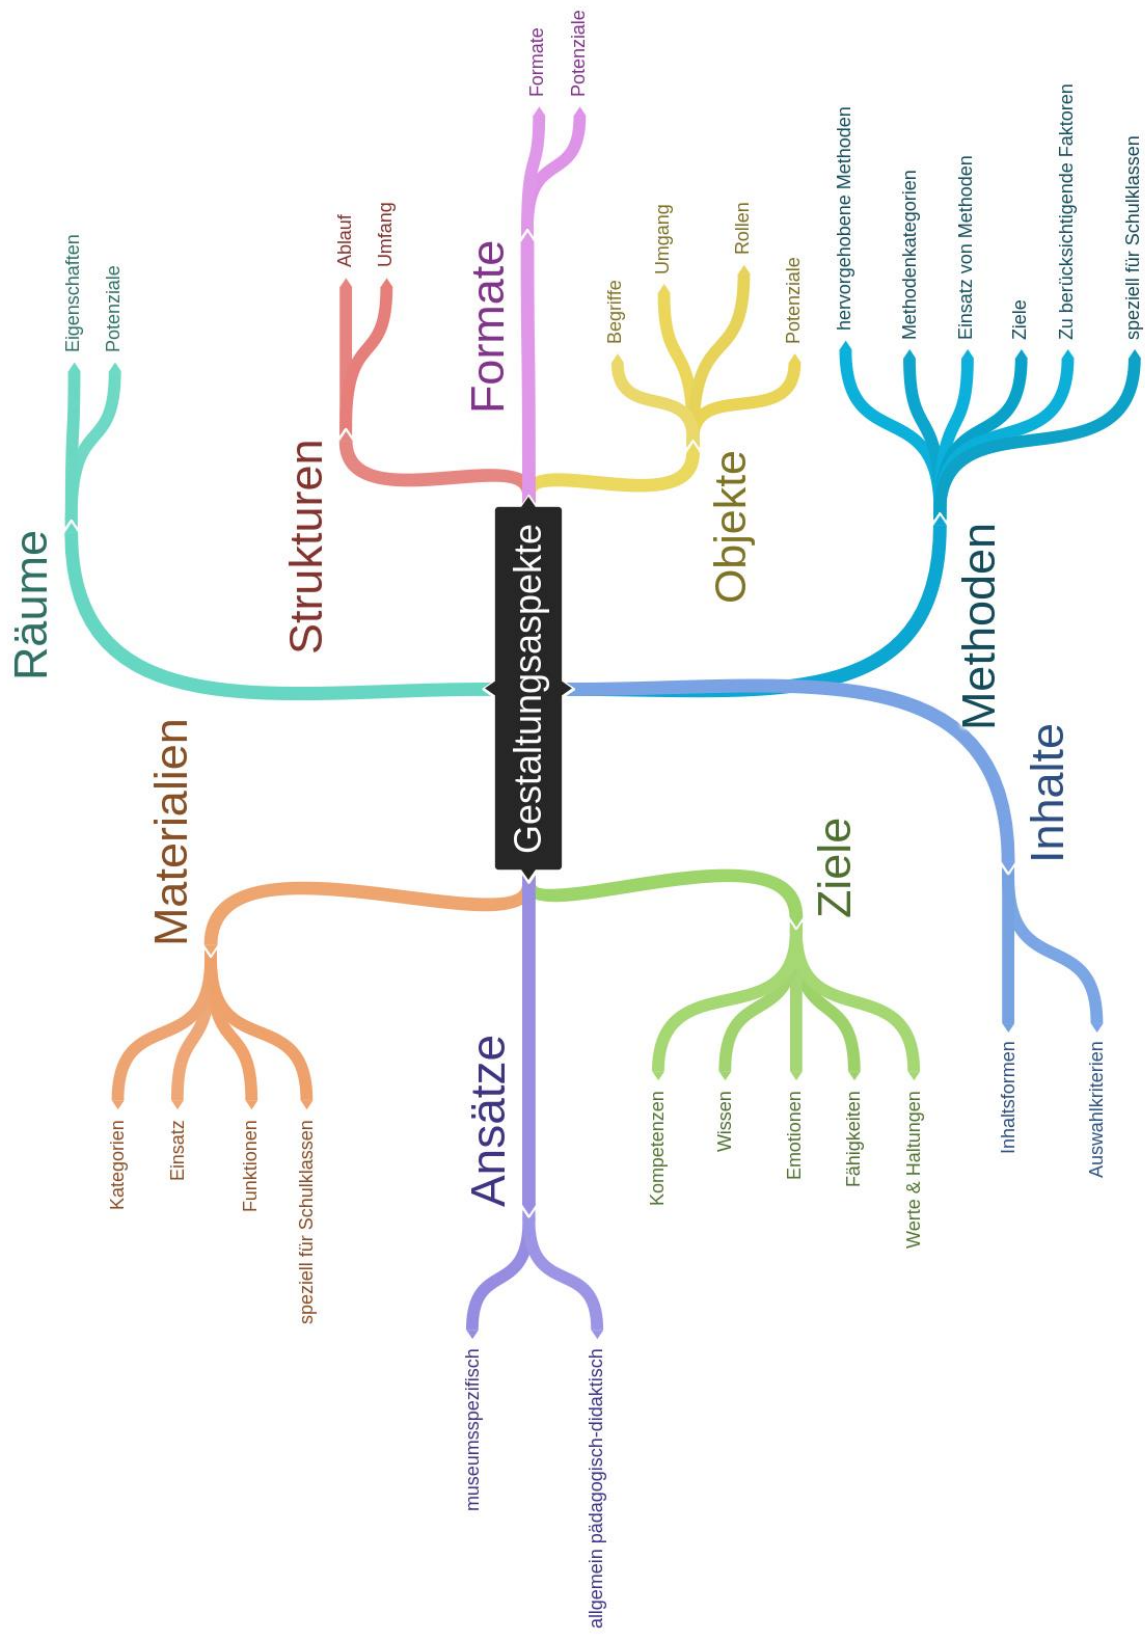 Gestaltungsaspekte
Räume
Eigenschaften
Potenziale
Strukturen
Ablauf
Umfang
Formate
Formate
Potenziale
Objekte
Begriffe
Umgang
Rollen
Potenziale
Methoden
hervorgehobene Methoden
Methodenkategorien
Einsatz von Methoden
Ziele
Zu berücksichtigende Faktoren
speziell für Schulklassen
Materialien
Kategorien
Einsatz
Funktionen
speziell für Schulklassen
Ansätze
museumsspezifisch
allgemein pädagogisch-didaktisch
Ziele
Kompetenzen
Wissen
Emotionen
Fähigkeiten
Werte & Haltungen
Inhalte
Inhaltsformen
Auswahlkriterien